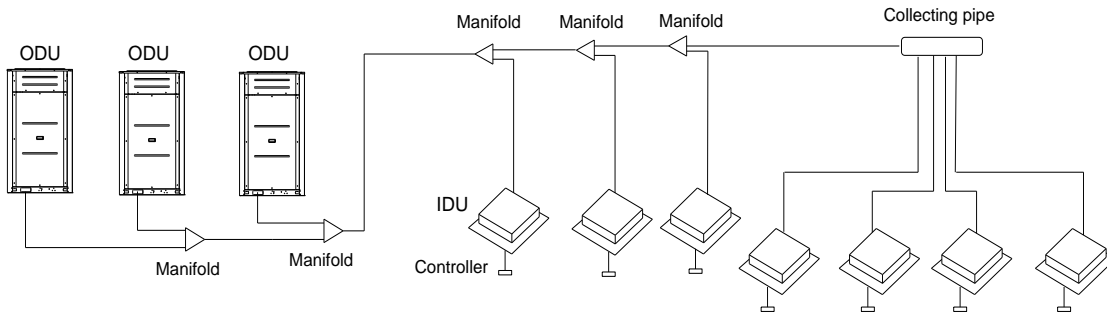 Collecting pipe
Manifold
Manifold
Manifold
ODU
ODU
ODU
IDU
Manifold
Manifold
Controller